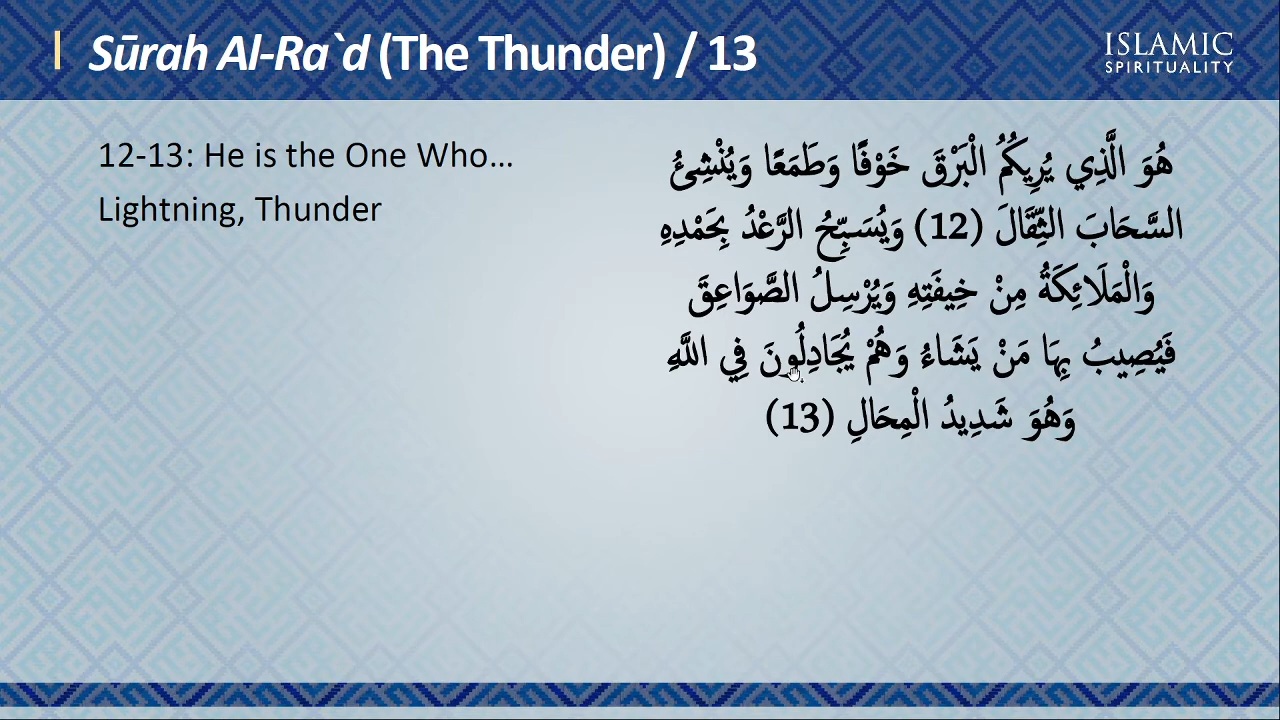 Sūrah Al-Ra`d (The Thunder) / 13
ISLAMIC
SPIRITUALITY
12-13: He is the One Who...
Lightning, Thunder
هُوَ الَّذِي يُرِيكُمُ الْبَرْقَ خَوْفًا وَطَمَعًا وَيُنْشِئُ
السَّحَابَ الثِّقَالَ (12) وَيُسَبِّحُ الرَّعْدُ بِحَمْدِهِ
وَالْمَلَائِكَةُ مِنْ خِيفَتِهِ وَيُرْسِلُ الصَّوَاعِقَ
فَيُصِيبُ بِهَا مَنْ يَشَاءُ وَهُمْ يُجَادِلُونَ فِي اللَّهِ
وَهُوَ شَدِيدُ الْمِحَالِ (13)